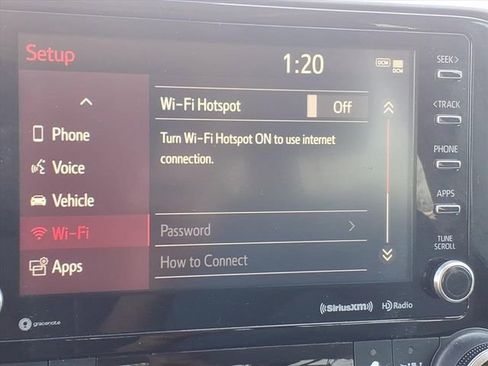 Setup
1:20
DCM
DCM
SEEK >
Wi-Fi Hotspot
Off
Phone
Turn Wi-Fi Hotspot ON to use internet
connection.
< TRACK
Voice
PHONE
Vehicle
APPS
Wi-Fi
Password >
TUNE
SCROLL
Apps
How to Connect
gracenote
((SiriusXM))
HD Radio